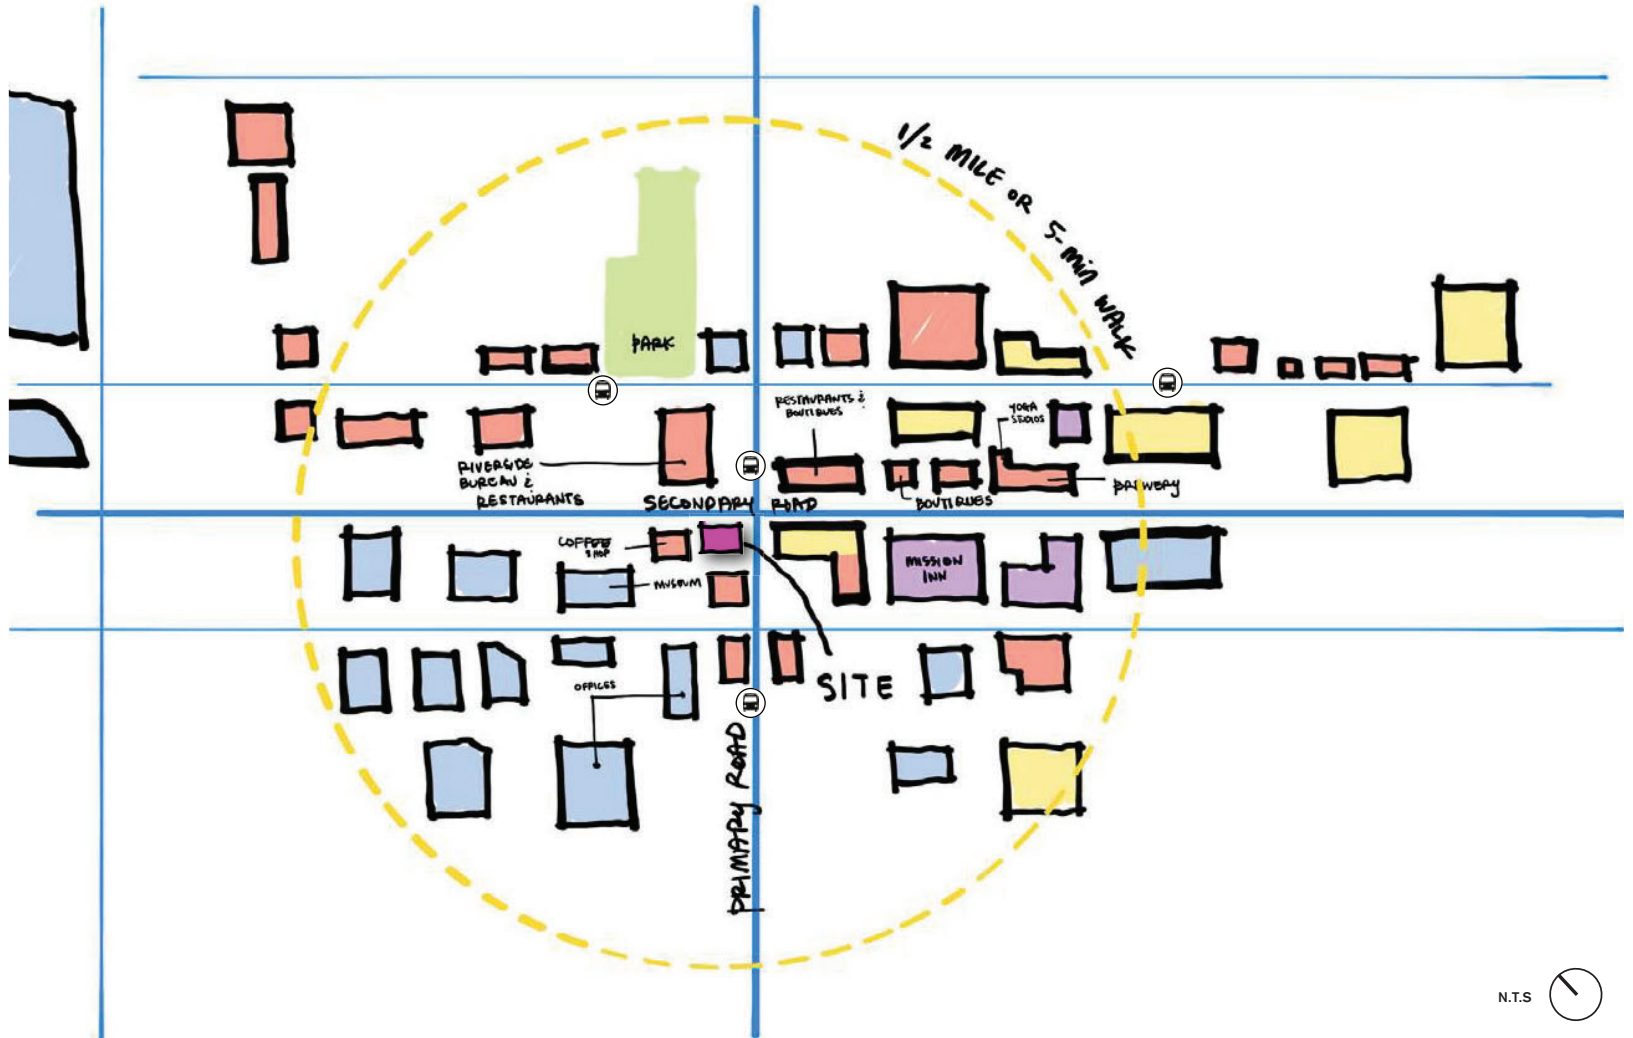 1/2 MILE OR 5-MIN WALK
PARK
RESTAURANTS &
BOUTIQUES
YOGA
STUDIOS
RIVERSIDE
BUREAU &
RESTAURANTS
BREWERY
BOUTIQUES
SECONDARY ROAD
COFFEE
SHOP
MUSEUM
MISSION
INN
OFFICES
SITE
PRIMARY ROAD
N.T.S